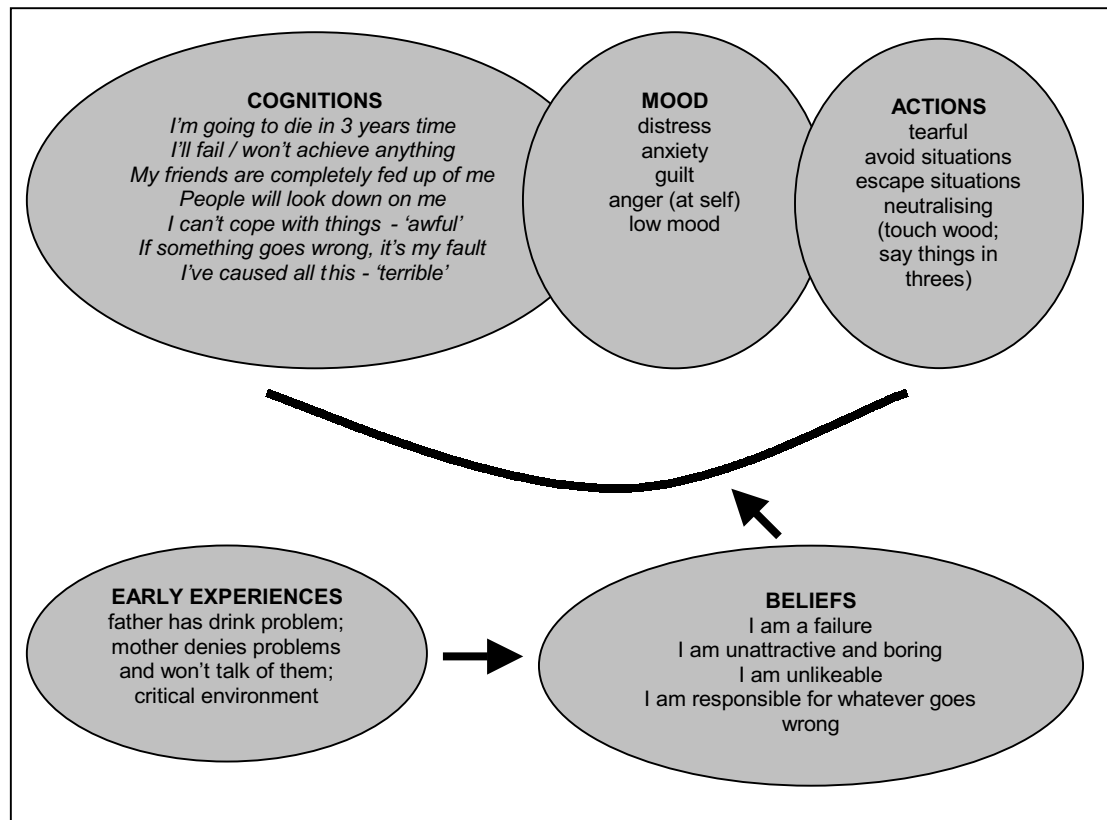 COGNITIONS
I'm going to die in 3 years time
I'll fail / won't achieve anything
My friends are completely fed up of me
People will look down on me
I can't cope with things - 'awful'
If something goes wrong, it's my fault
I've caused all this - 'terrible'
MOOD
distress
anxiety
guilt
anger (at self)
low mood
ACTIONS
tearful
avoid situations
escape situations
neutralising
(touch wood;
say things in
threes)
EARLY EXPERIENCES
father has drink problem;
mother denies problems
and won't talk of them;
critical environment
BELIEFS
I am a failure
I am unattractive and boring
I am unlikeable
I am responsible for whatever goes
wrong